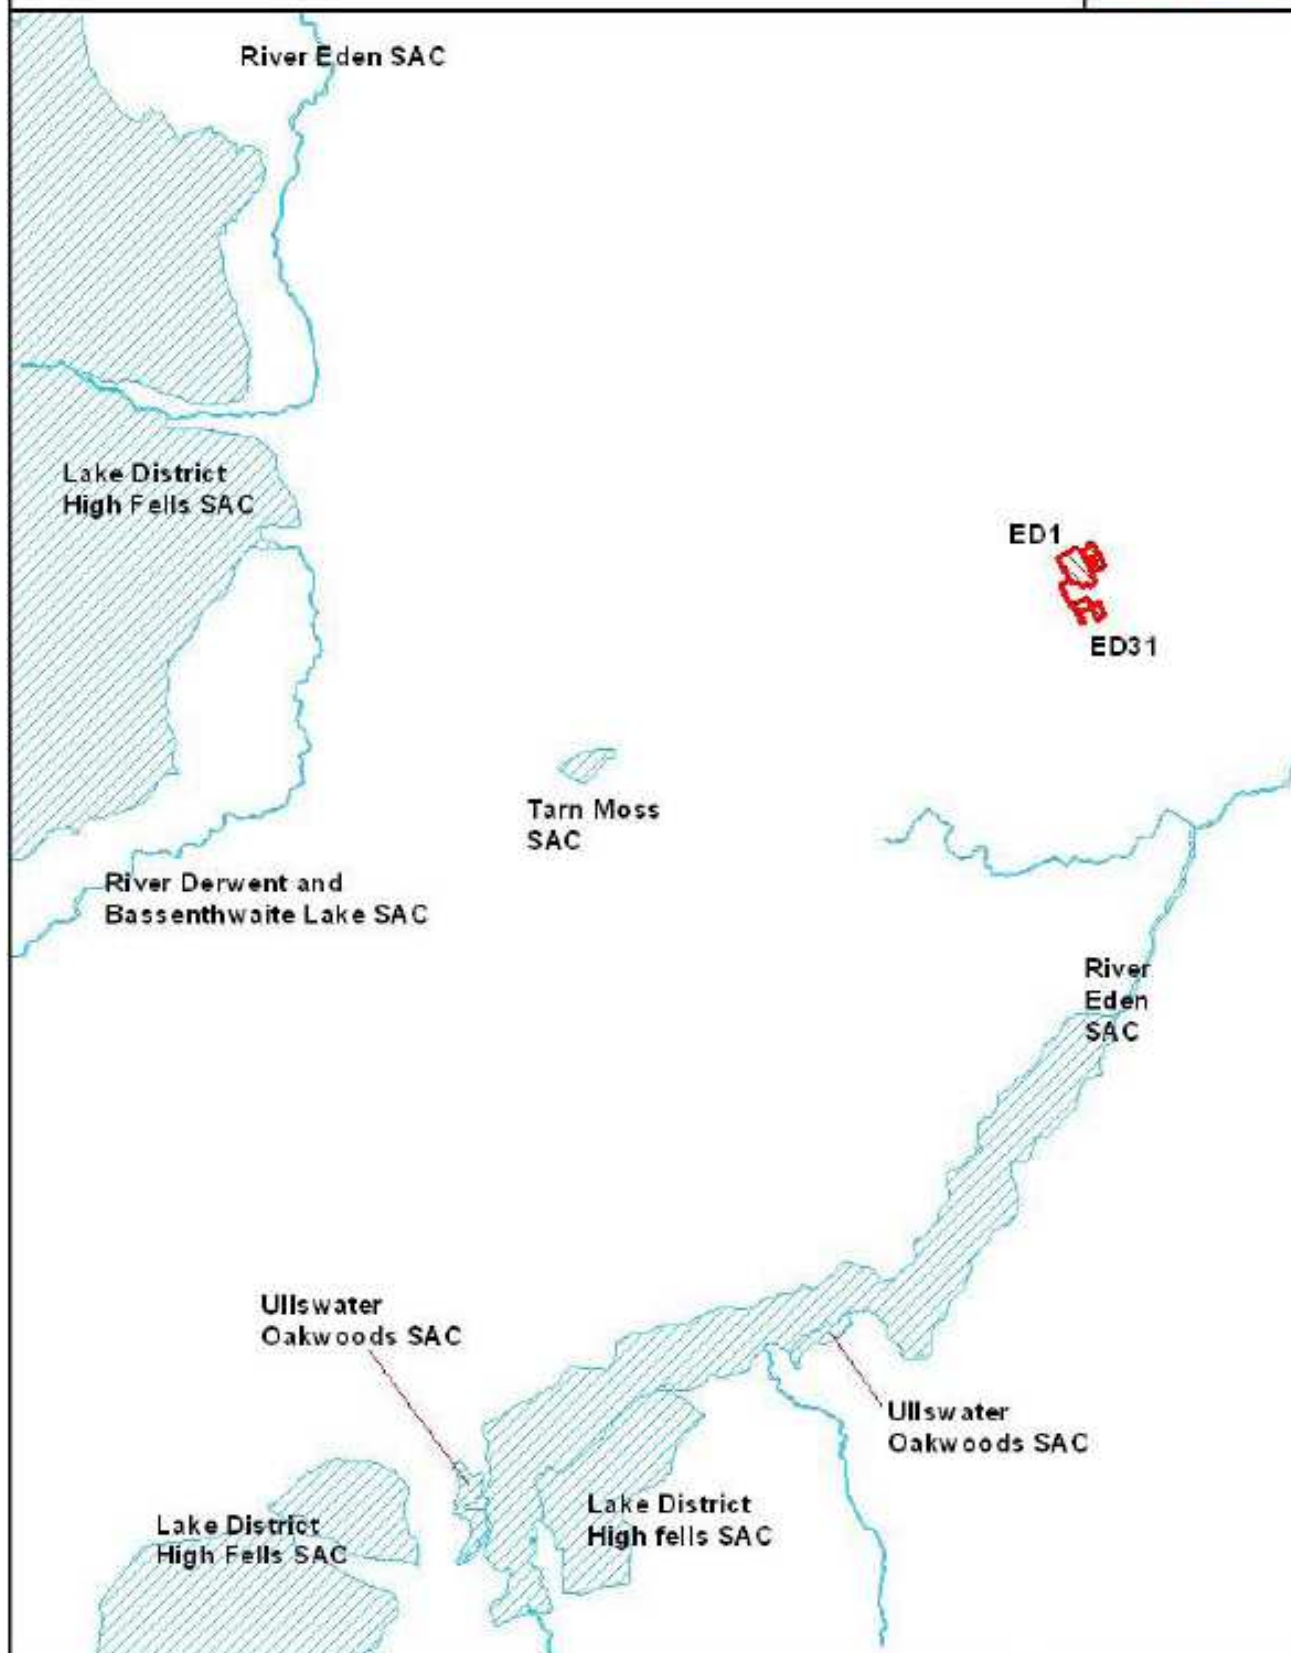 River Eden SAC
Lake District
High Fells SAC
ED1
ED31
Tarn Moss
SAC
River Derwent and
Bassenthwaite Lake SAC
River
Eden
SAC
Ullswater
Oakwoods SAC
Ullswater
Oakwoods SAC
Lake District
High fells SAC
Lake District
High Fells SAC